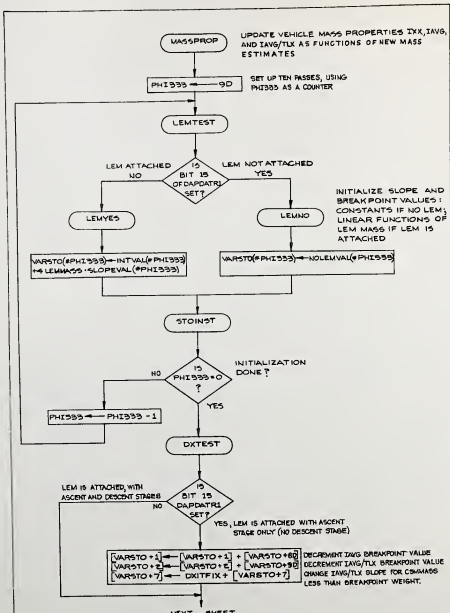 MASSPROP
UPDATE VEHICLE MASS PROPERTIES IXX, IAVG,
AND IAVG/TLX AS FUNCTIONS OF NEW MASS
ESTIMATES
PHI333 ← 9D
SET UP TEN PASSES, USING
PHI333 AS A COUNTER
LEMTEST
LEM ATTACHED
NO
IS
BIT 15
OF DAPDATR1
SET?
LEM NOT ATTACHED
YES
LEMYES
LEMNO
INITIALIZE SLOPE AND
BREAKPOINT VALUES:
CONSTANTS IF NO LEM;
LINEAR FUNCTIONS OF
LEM MASS IF LEM IS
ATTACHED
VARSTO(*PHI333) ← INTVAL(*PHI333)
LEMMASS·SLOPEVAL(*PHI333)
VARSTO(*PHI333) ← NOLEMVAL(*PHI333)
STOINST
NO
IS
PHI333=0
?
INITIALIZATION
DONE?
YES
PHI333 ← PHI333 - 1
DXTEST
LEM IS ATTACHED, WITH
ASCENT AND DESCENT STAGES
NO
IS
BIT 15
DAPDATR1
SET?
YES, LEM IS ATTACHED WITH ASCENT
STAGE ONLY (NO DESCENT STAGE)
[VARSTO+1] ← [VARSTO+1] + [VARSTO+8D] DECREMENT IAVG BREAKPOINT VALUE
[VARSTO+2] ← [VARSTO+2] + [VARSTO+9D] DECREMENT IAVG/TLX BREAKPOINT VALUE
[VARSTO+7] ← DXITFIX + [VARSTO+7] CHANGE IAVG/TLX SLOPE FOR CSMMASS
LESS THAN BREAKPOINT WEIGHT.
NEXT SHEET